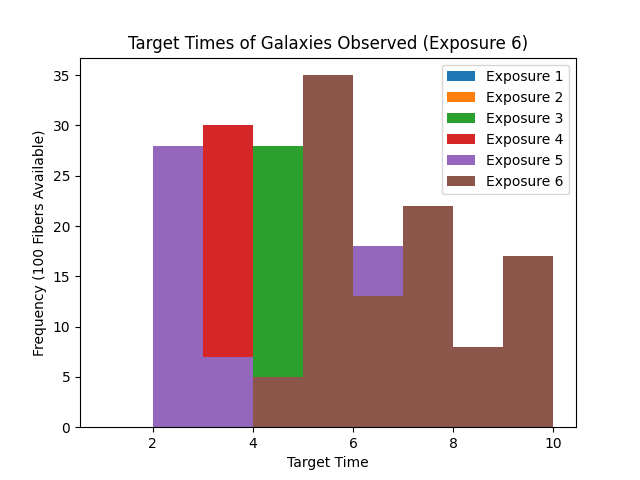 Target Times of Galaxies Observed (Exposure 6)
Exposure 1
Exposure 2
Exposure 3
Exposure 4
Exposure 5
Exposure 6
Frequency (100 Fibers Available)
35
30
25
20
15
10
5
0
2 4 6 8 10
Target Time